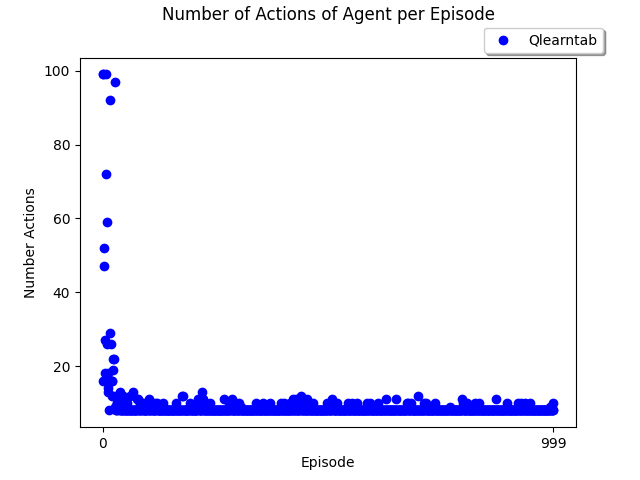 Number of Actions of Agent per Episode
Qlearntab
100
80
60
40
20
Number Actions
0
999
Episode